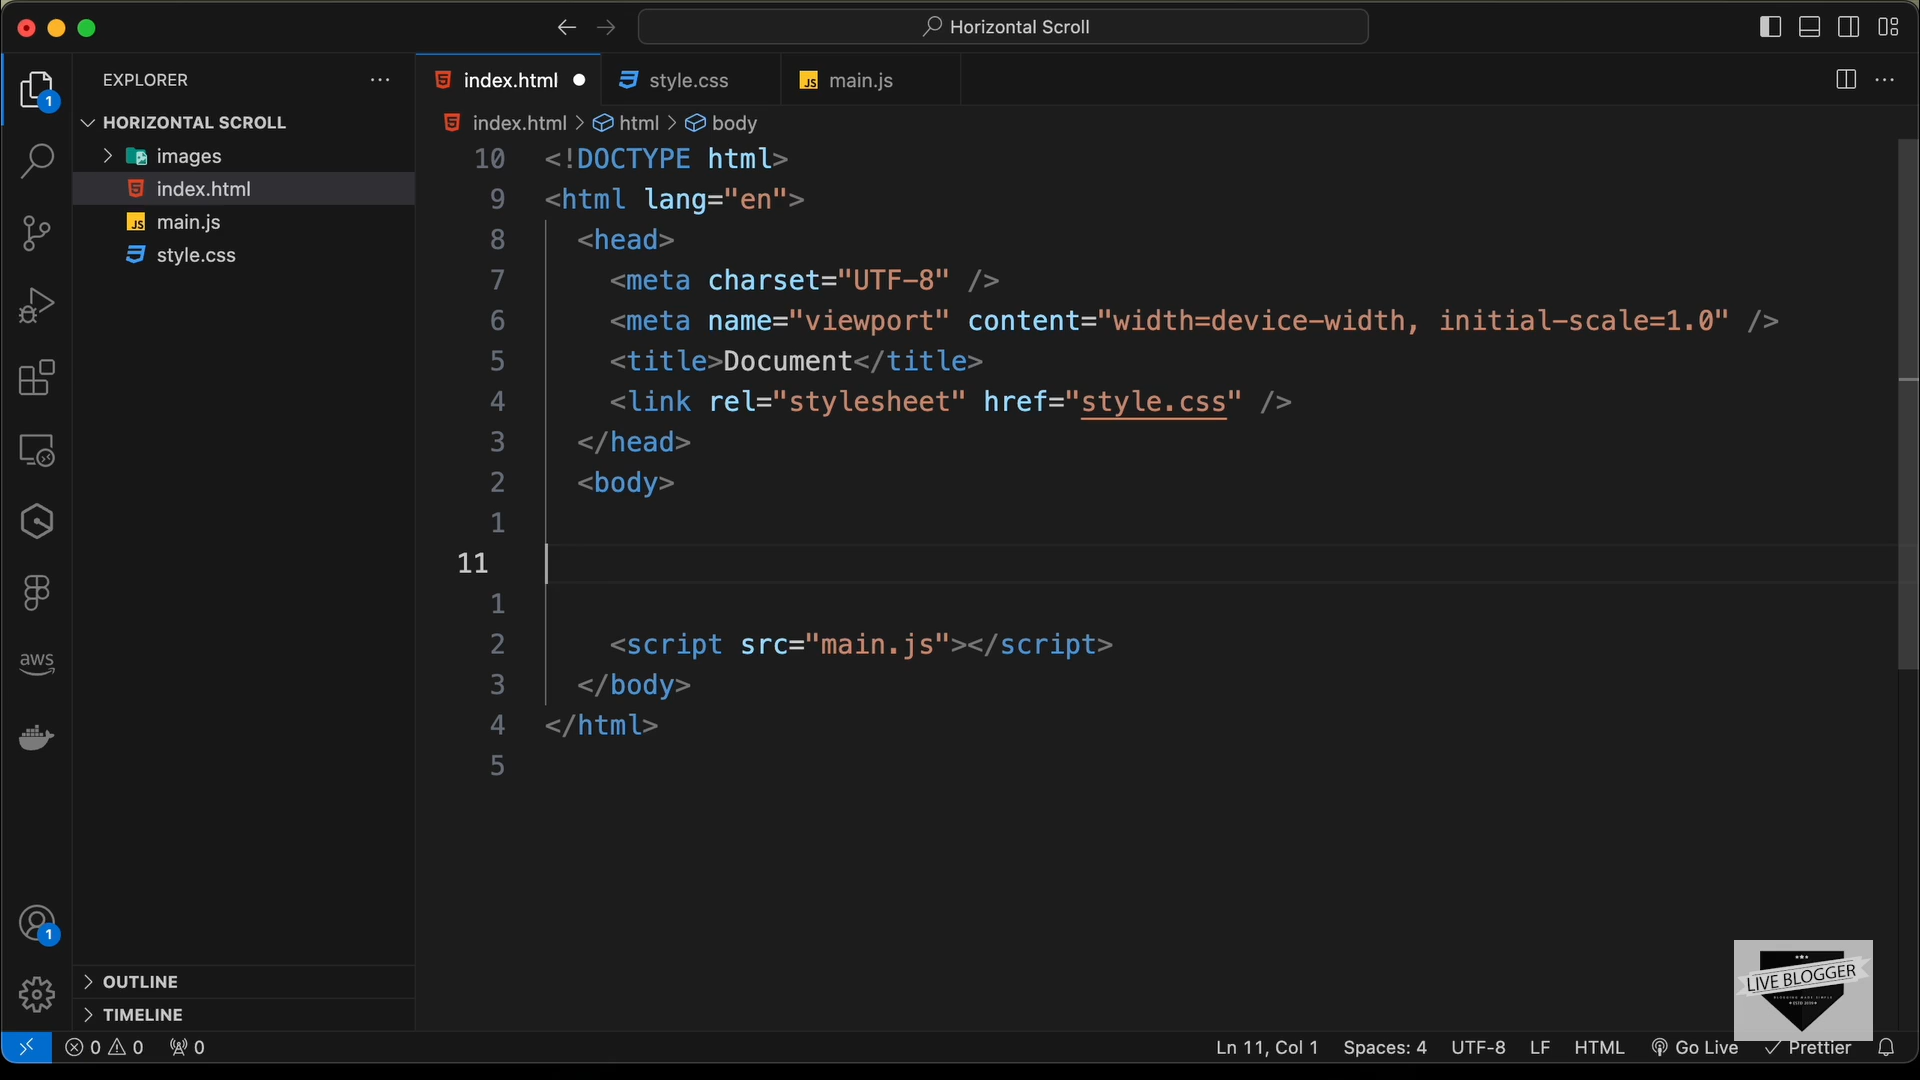 Horizontal Scroll
EXPLORER
HORIZONTAL SCROLL
images
index.html
main.js
style.css
OUTLINE
TIMELINE
1
aws
1
index.html
style.css
main.js
index.html > html > body
10 <!DOCTYPE html>
9 <html lang="en">
8 <head>
7 <meta charset="UTF-8" />
6 <meta name="viewport" content="width=device-width, initial-scale=1.0" />
5 <title>Document</title>
4 <link rel="stylesheet" href="style.css" />
3 </head>
2 <body>
1
11
1
2 <script src="main.js"></script>
3 </body>
4 </html>
5
LIVE BLOGGER
0 0 0
Ln 11, Col 1 Spaces: 4 UTF-8 LF HTML Go Live Prettier